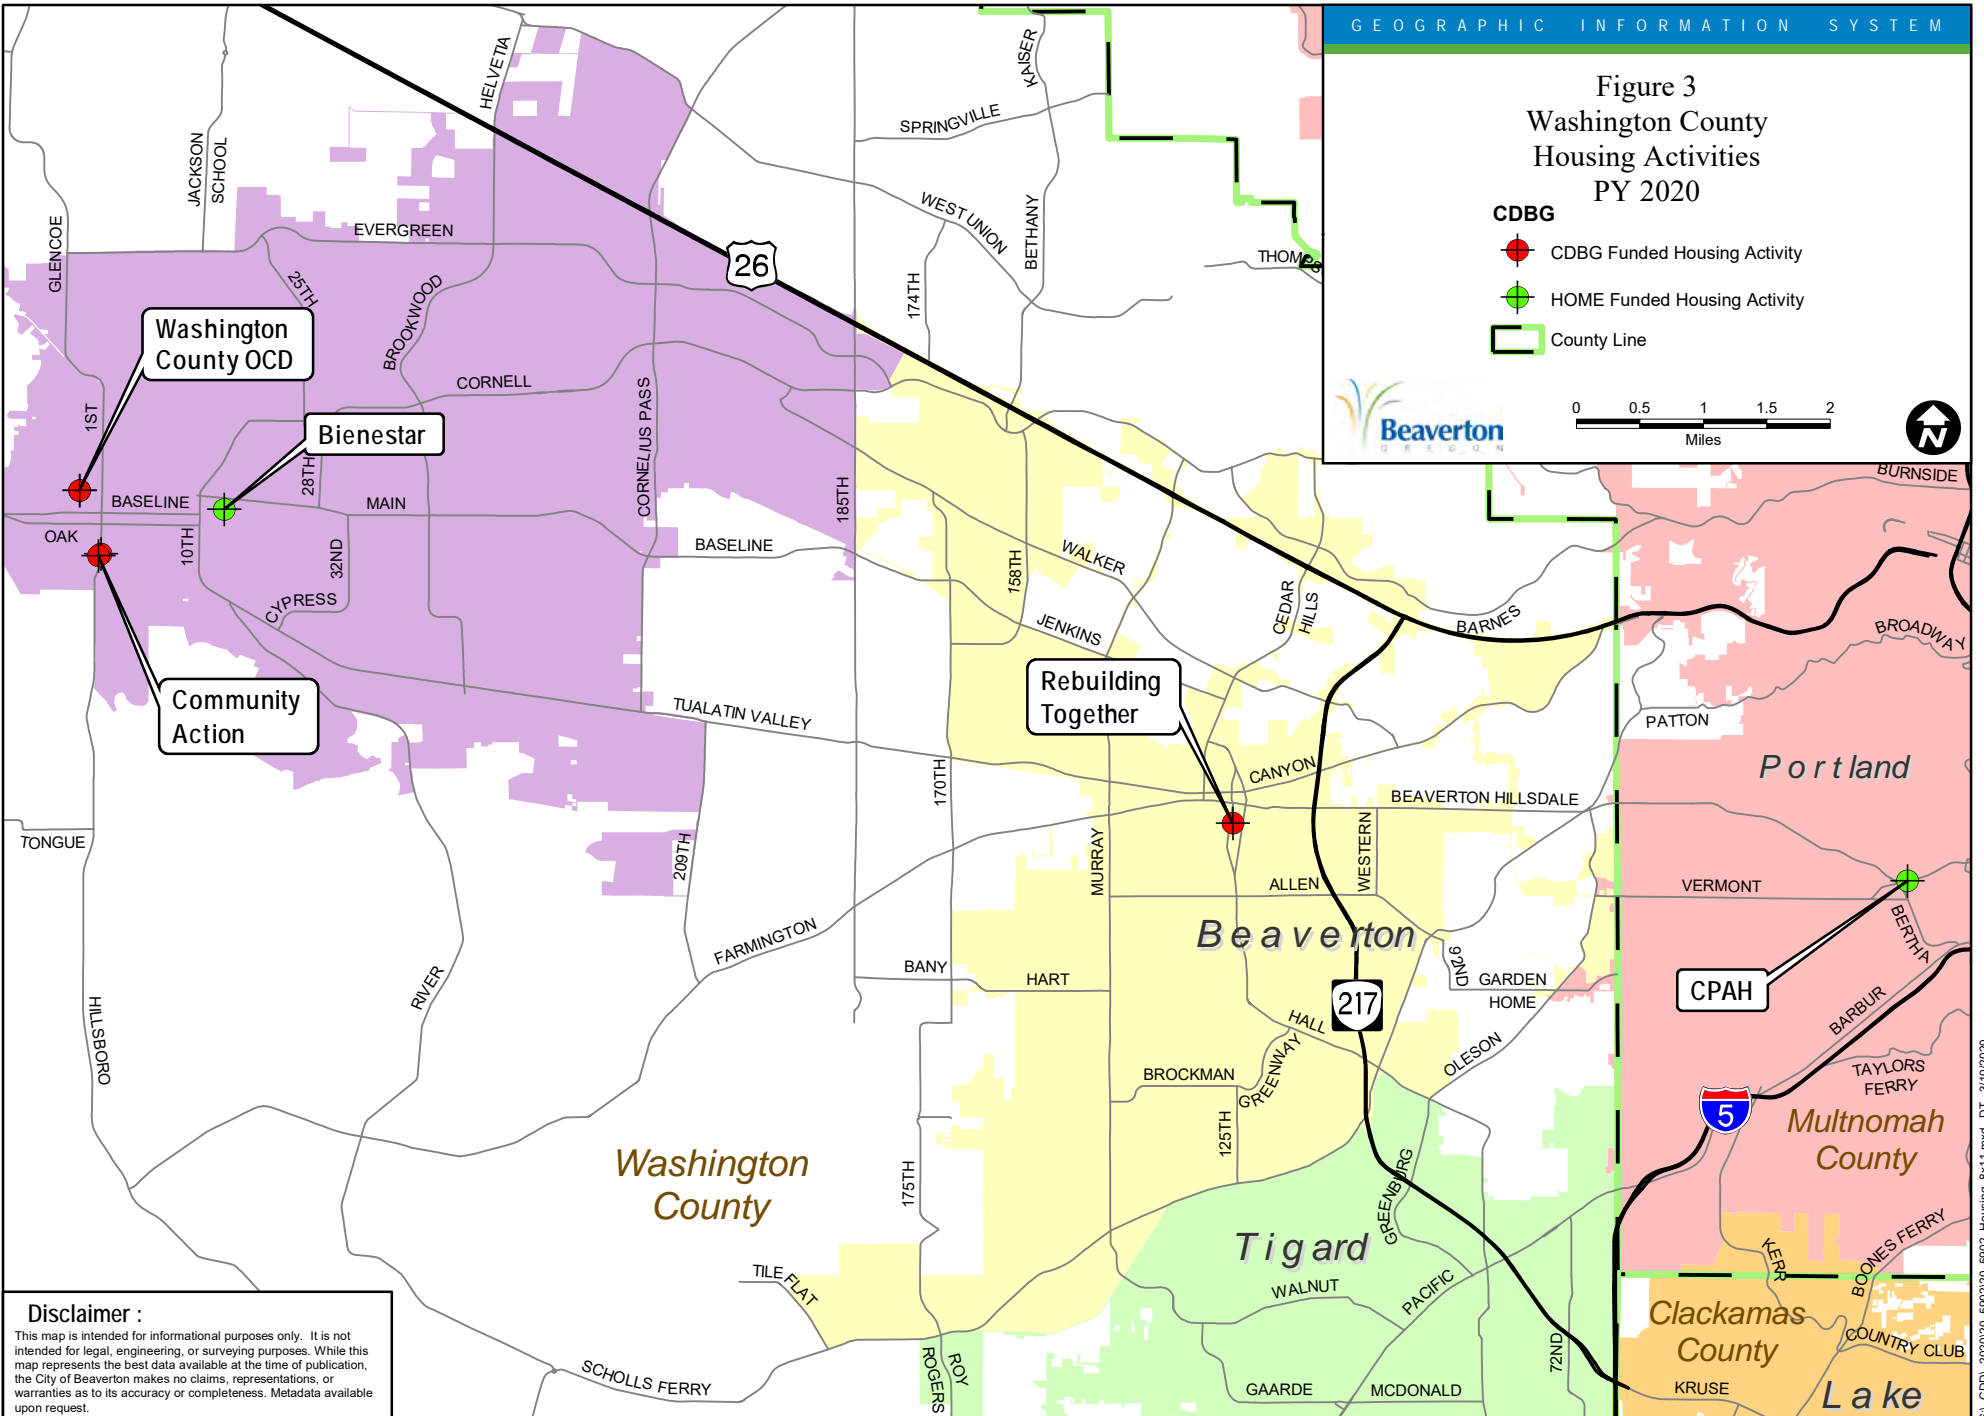 GEOGRAPHIC INFORMATION SYSTEM
Figure 3
Washington County
Housing Activities
PY 2020
CDBG
CDBG Funded Housing Activity
HOME Funded Housing Activity
County Line
Beaverton
OREGON
0 0.5 1 1.5 2
Miles
N
HELVETIA
KAISER
SPRINGVILLE
JACKSON
SCHOOL
GLENCOE
EVERGREEN
WEST UNION
BETHANY
THOMPS
26
25TH
BROOKWOOD
174TH
Washington
County OCD
CORNELL
1ST
Bienestar
28TH
CORNELIUS PASS
185TH
BURNSIDE
BASELINE
MAIN
OAK
10TH
32ND
BASELINE
WALKER
158TH
CYPRESS
JENKINS
CEDAR
HILLS
BARNES
BROADWAY
Rebuilding
Together
Community
Action
TUALATIN VALLEY
PATTON
Portland
170TH
CANYON
BEAVERTON HILLSDALE
TONGUE
209TH
MURRAY
WESTERN
ALLEN
VERMONT
BERTHA
FARMINGTON
Beaverton
92ND
BANY
HART
GARDEN
HOME
CPAH
217
RIVER
HILLSBORO
HALL
BARBUR
OLESON
BROCKMAN
GREENWAY
TAYLORS
FERRY
5
125TH
Multnomah
County
Washington
County
175TH
GREENBURG
Tigard
KERR
BOONES FERRY
TILE FLAT
WALNUT
PACIFIC
Clackamas
County
COUNTRY CLUB
72ND
ROY
ROGERS
SCHOLLS FERRY
GAARDE
MCDONALD
KRUSE
Lake
Disclaimer :
This map is intended for informational purposes only. It is not
intended for legal, engineering, or surveying purposes. While this
map represents the best data available at the time of publication,
the City of Beaverton makes no claims, representations, or
warranties as to its accuracy or completeness. Metadata available
upon request.